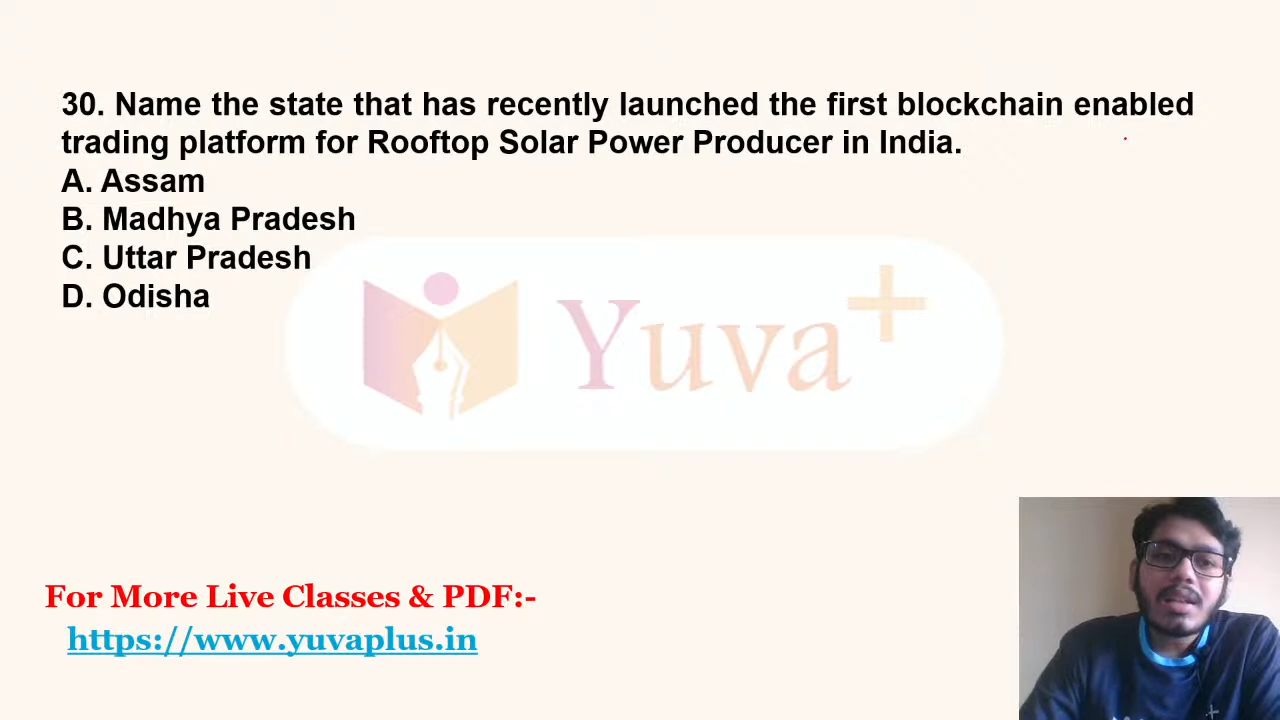 30. Name the state that has recently launched the first blockchain enabled
trading platform for Rooftop Solar Power Producer in India.
A. Assam
B. Madhya Pradesh
C. Uttar Pradesh
D. Odisha
Yuva+
For More Live Classes & PDF:-
https://www.yuvaplus.in